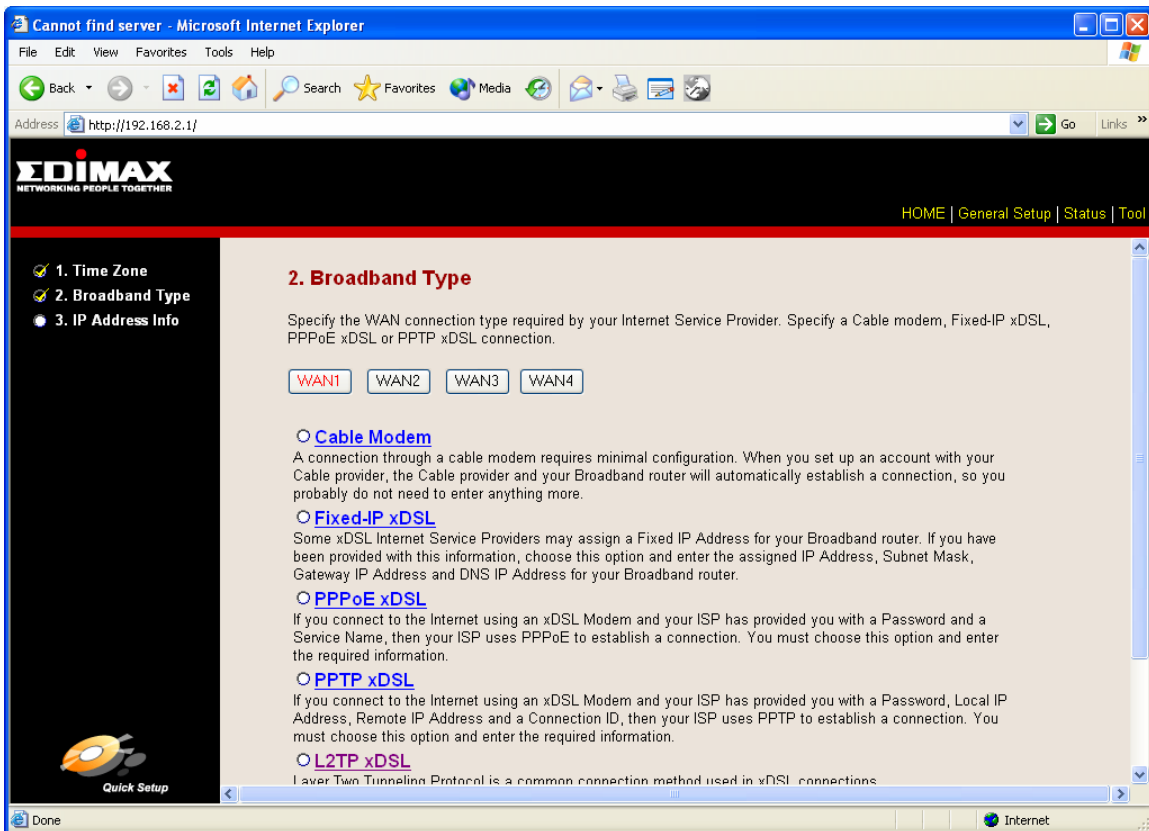 Cannot find server - Microsoft Internet Explorer
File Edit View Favorites Tools Help
Back Search Favorites Media
Address http://192.168.2.1/ Go Links »
EDIMAX
NETWORKING PEOPLE TOGETHER
HOME | General Setup | Status | Tool
1. Time Zone
2. Broadband Type
3. IP Address Info
2. Broadband Type
Specify the WAN connection type required by your Internet Service Provider. Specify a Cable modem, Fixed-IP xDSL,
PPPoE xDSL or PPTP xDSL connection.
WAN1 WAN2 WAN3 WAN4
Cable Modem
A connection through a cable modem requires minimal configuration. When you set up an account with your
Cable provider, the Cable provider and your Broadband router will automatically establish a connection, so you
probably do not need to enter anything more.
Fixed-IP xDSL
Some xDSL Internet Service Providers may assign a Fixed IP Address for your Broadband router. If you have
been provided with this information, choose this option and enter the assigned IP Address, Subnet Mask,
Gateway IP Address and DNS IP Address for your Broadband router.
PPPoE xDSL
If you connect to the Internet using an xDSL Modem and your ISP has provided you with a Password and a
Service Name, then your ISP uses PPPoE to establish a connection. You must choose this option and enter
the required information.
PPTP xDSL
If you connect to the Internet using an xDSL Modem and your ISP has provided you with a Password, Local IP
Address, Remote IP Address and a Connection ID, then your ISP uses PPTP to establish a connection. You
must choose this option and enter the required information.
L2TP xDSL
Layer Two Tunneling Protocol is a common connection method used in xDSL connections
Quick Setup
Done Internet